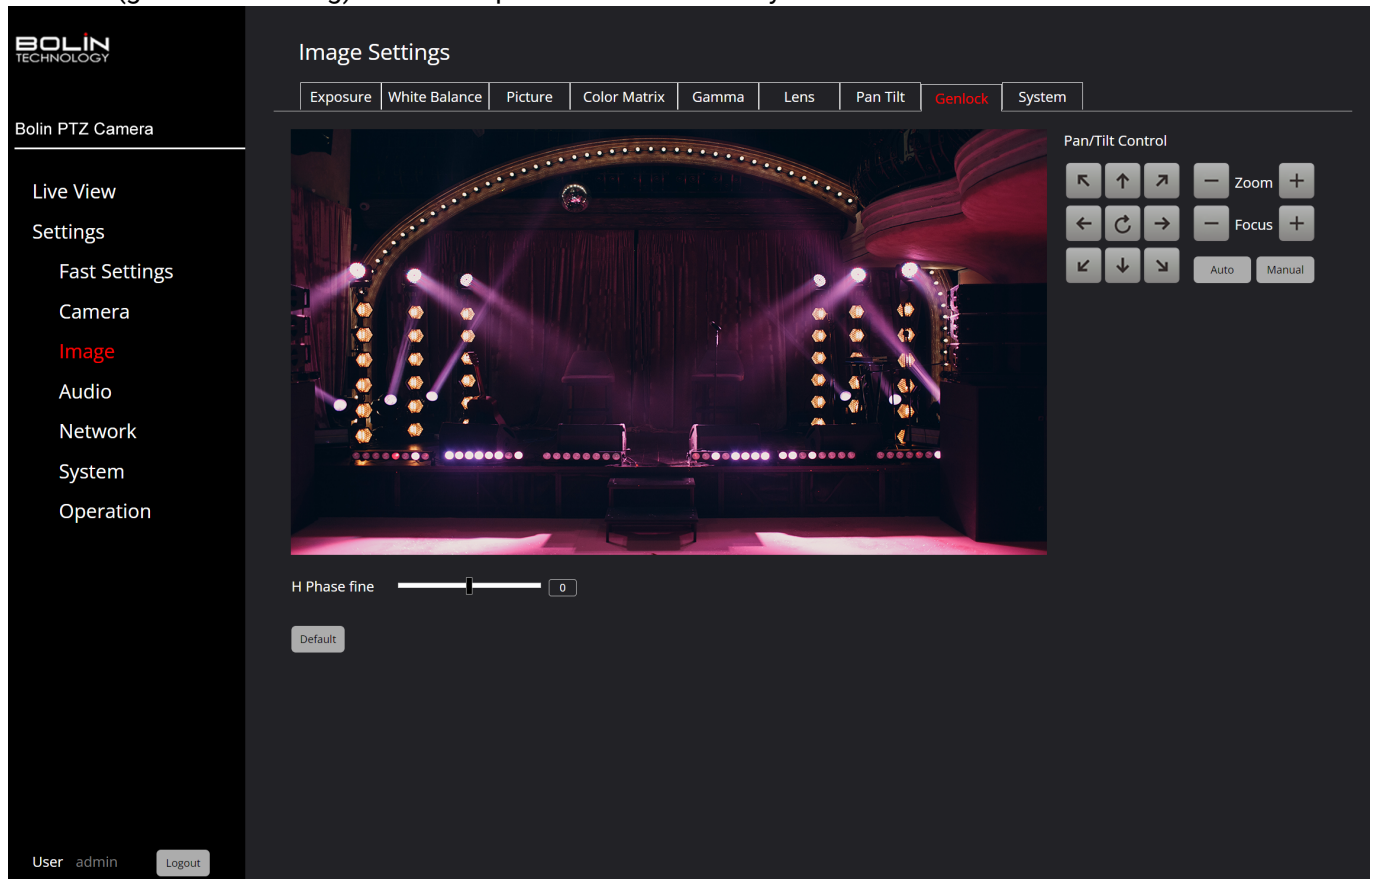 BOLIN
TECHNOLOGY
Image Settings
Exposure White Balance Picture Color Matrix Gamma Lens Pan Tilt Genlock System
Bolin PTZ Camera
Pan/Tilt Control
Live View
Settings
Fast Settings
Camera
Image
Audio
Network
System
Operation
Zoom
Focus
Auto Manual
H Phase fine 0
Default
User admin Logout